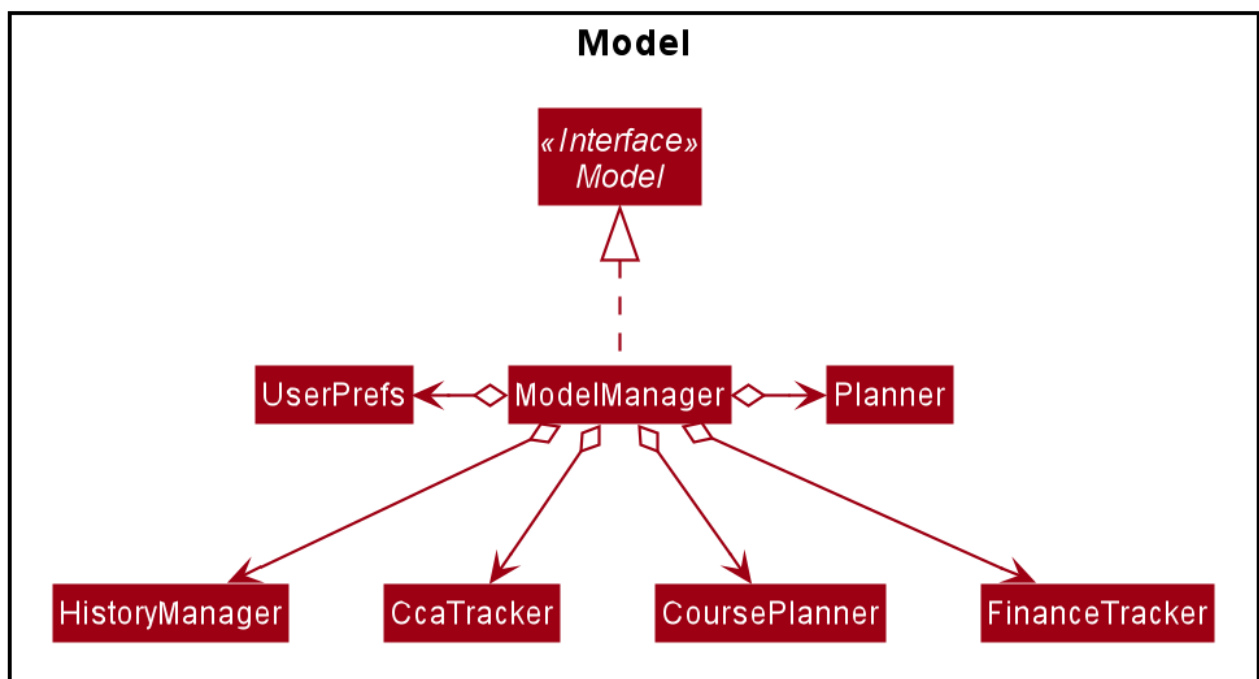 Model
«Interface»
Model
UserPrefs
ModelManager
Planner
HistoryManager
CcaTracker
CoursePlanner
FinanceTracker